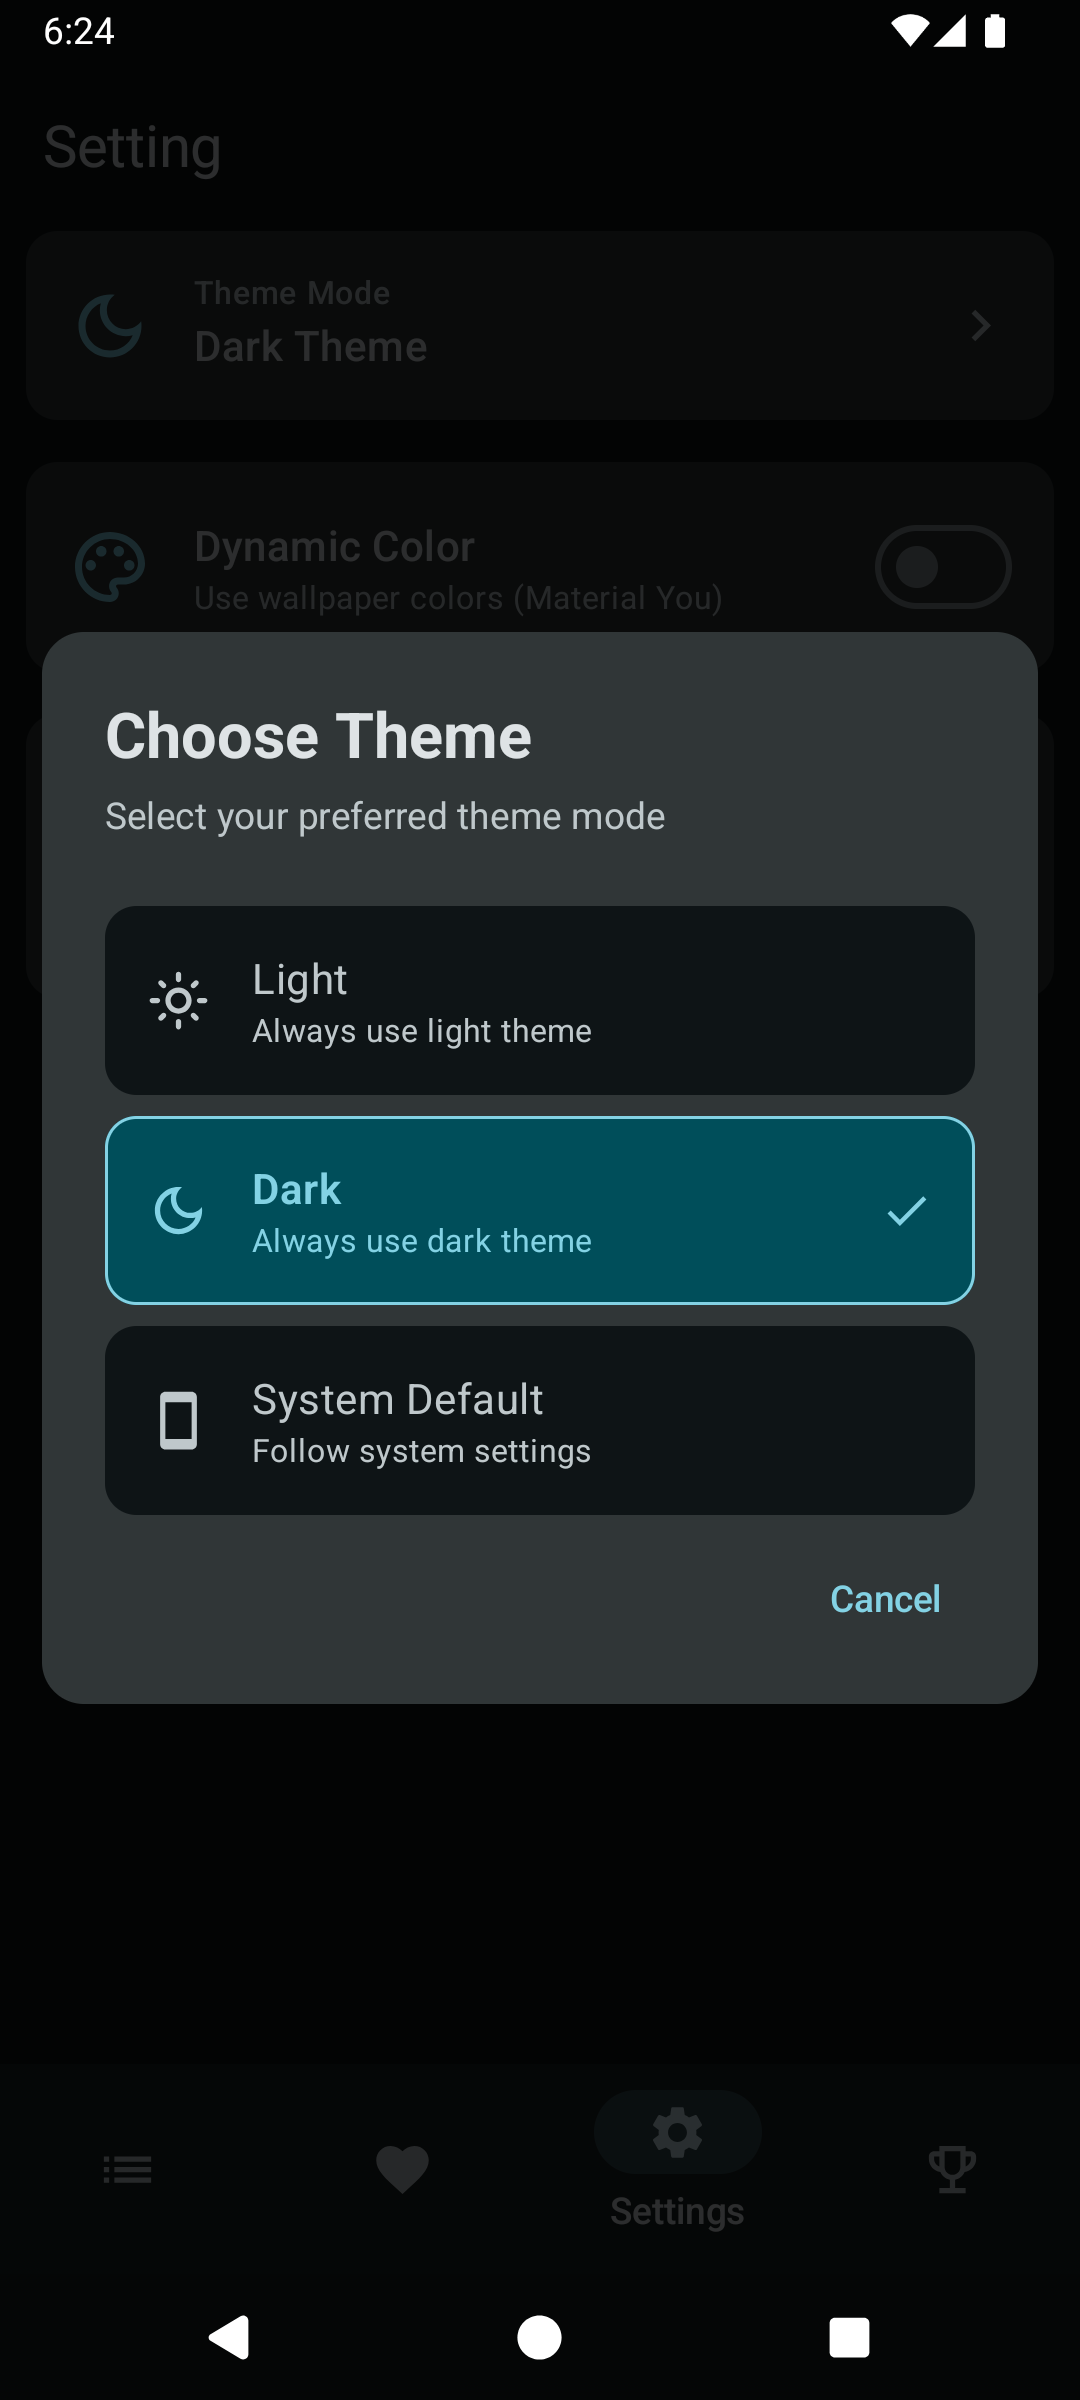 6:24
Setting
Theme Mode
Dark Theme
Dynamic Color
Use wallpaper colors (Material You)
Choose Theme
Select your preferred theme mode
Light
Always use light theme
Dark
Always use dark theme
System Default
Follow system settings
Cancel
Settings